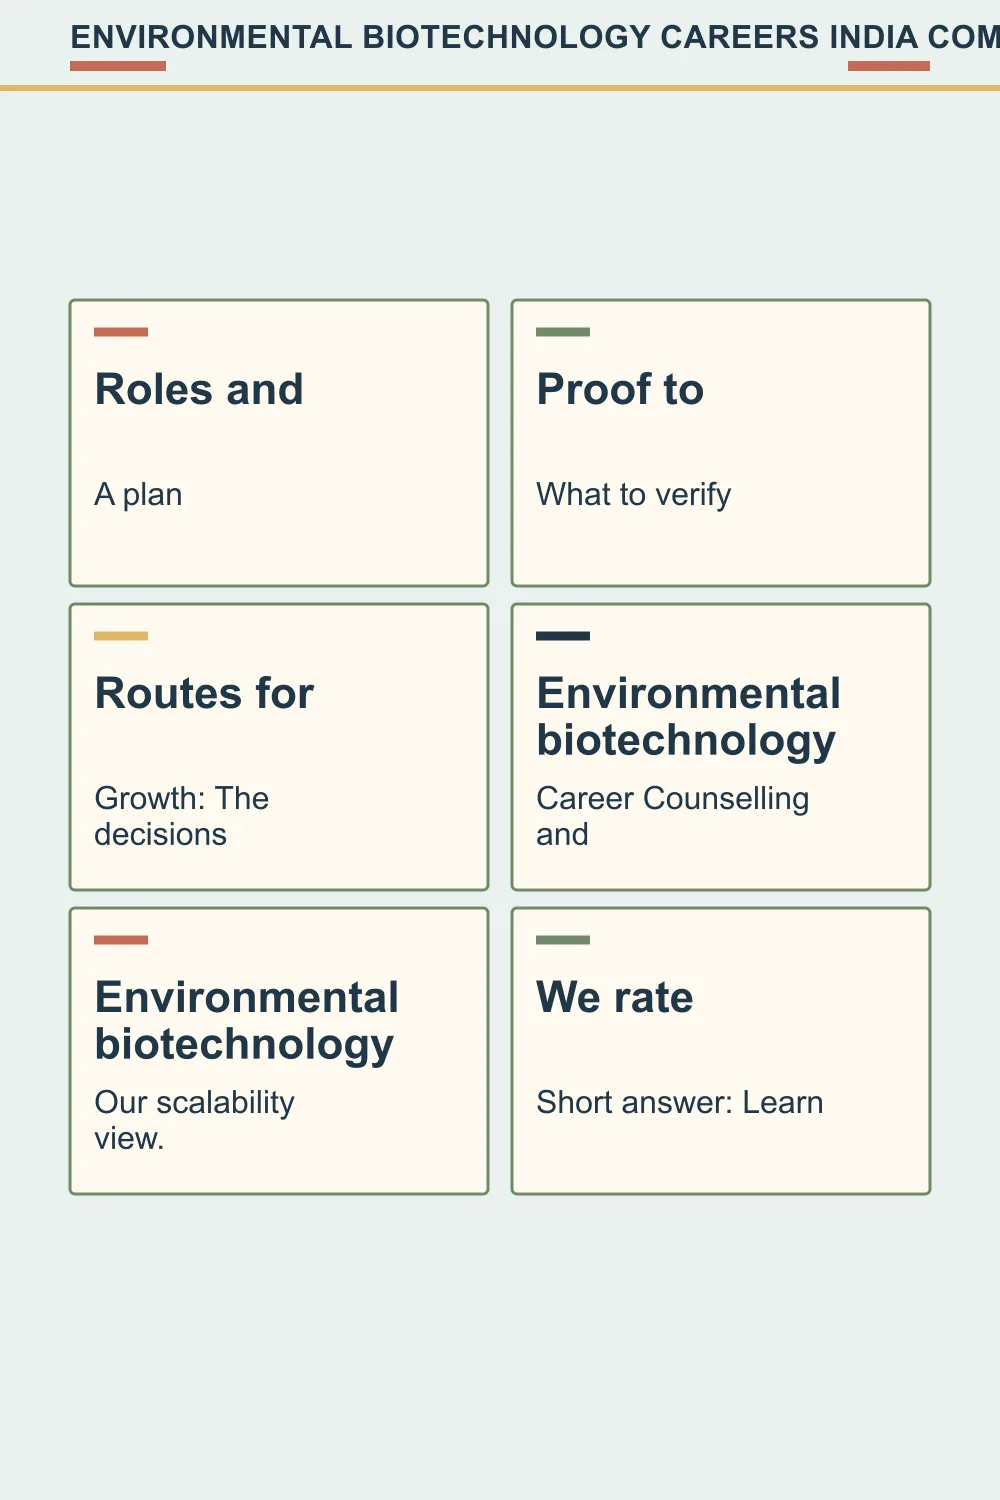 ENVIRONMENTAL BIOTECHNOLOGY CAREERS INDIA COM
Roles and
A plan
Proof to
What to verify
Routes for
Growth: The
decisions
Environmental
biotechnology
Career Counselling
and
Environmental
biotechnology
Our scalability
view.
We rate
Short answer: Learn